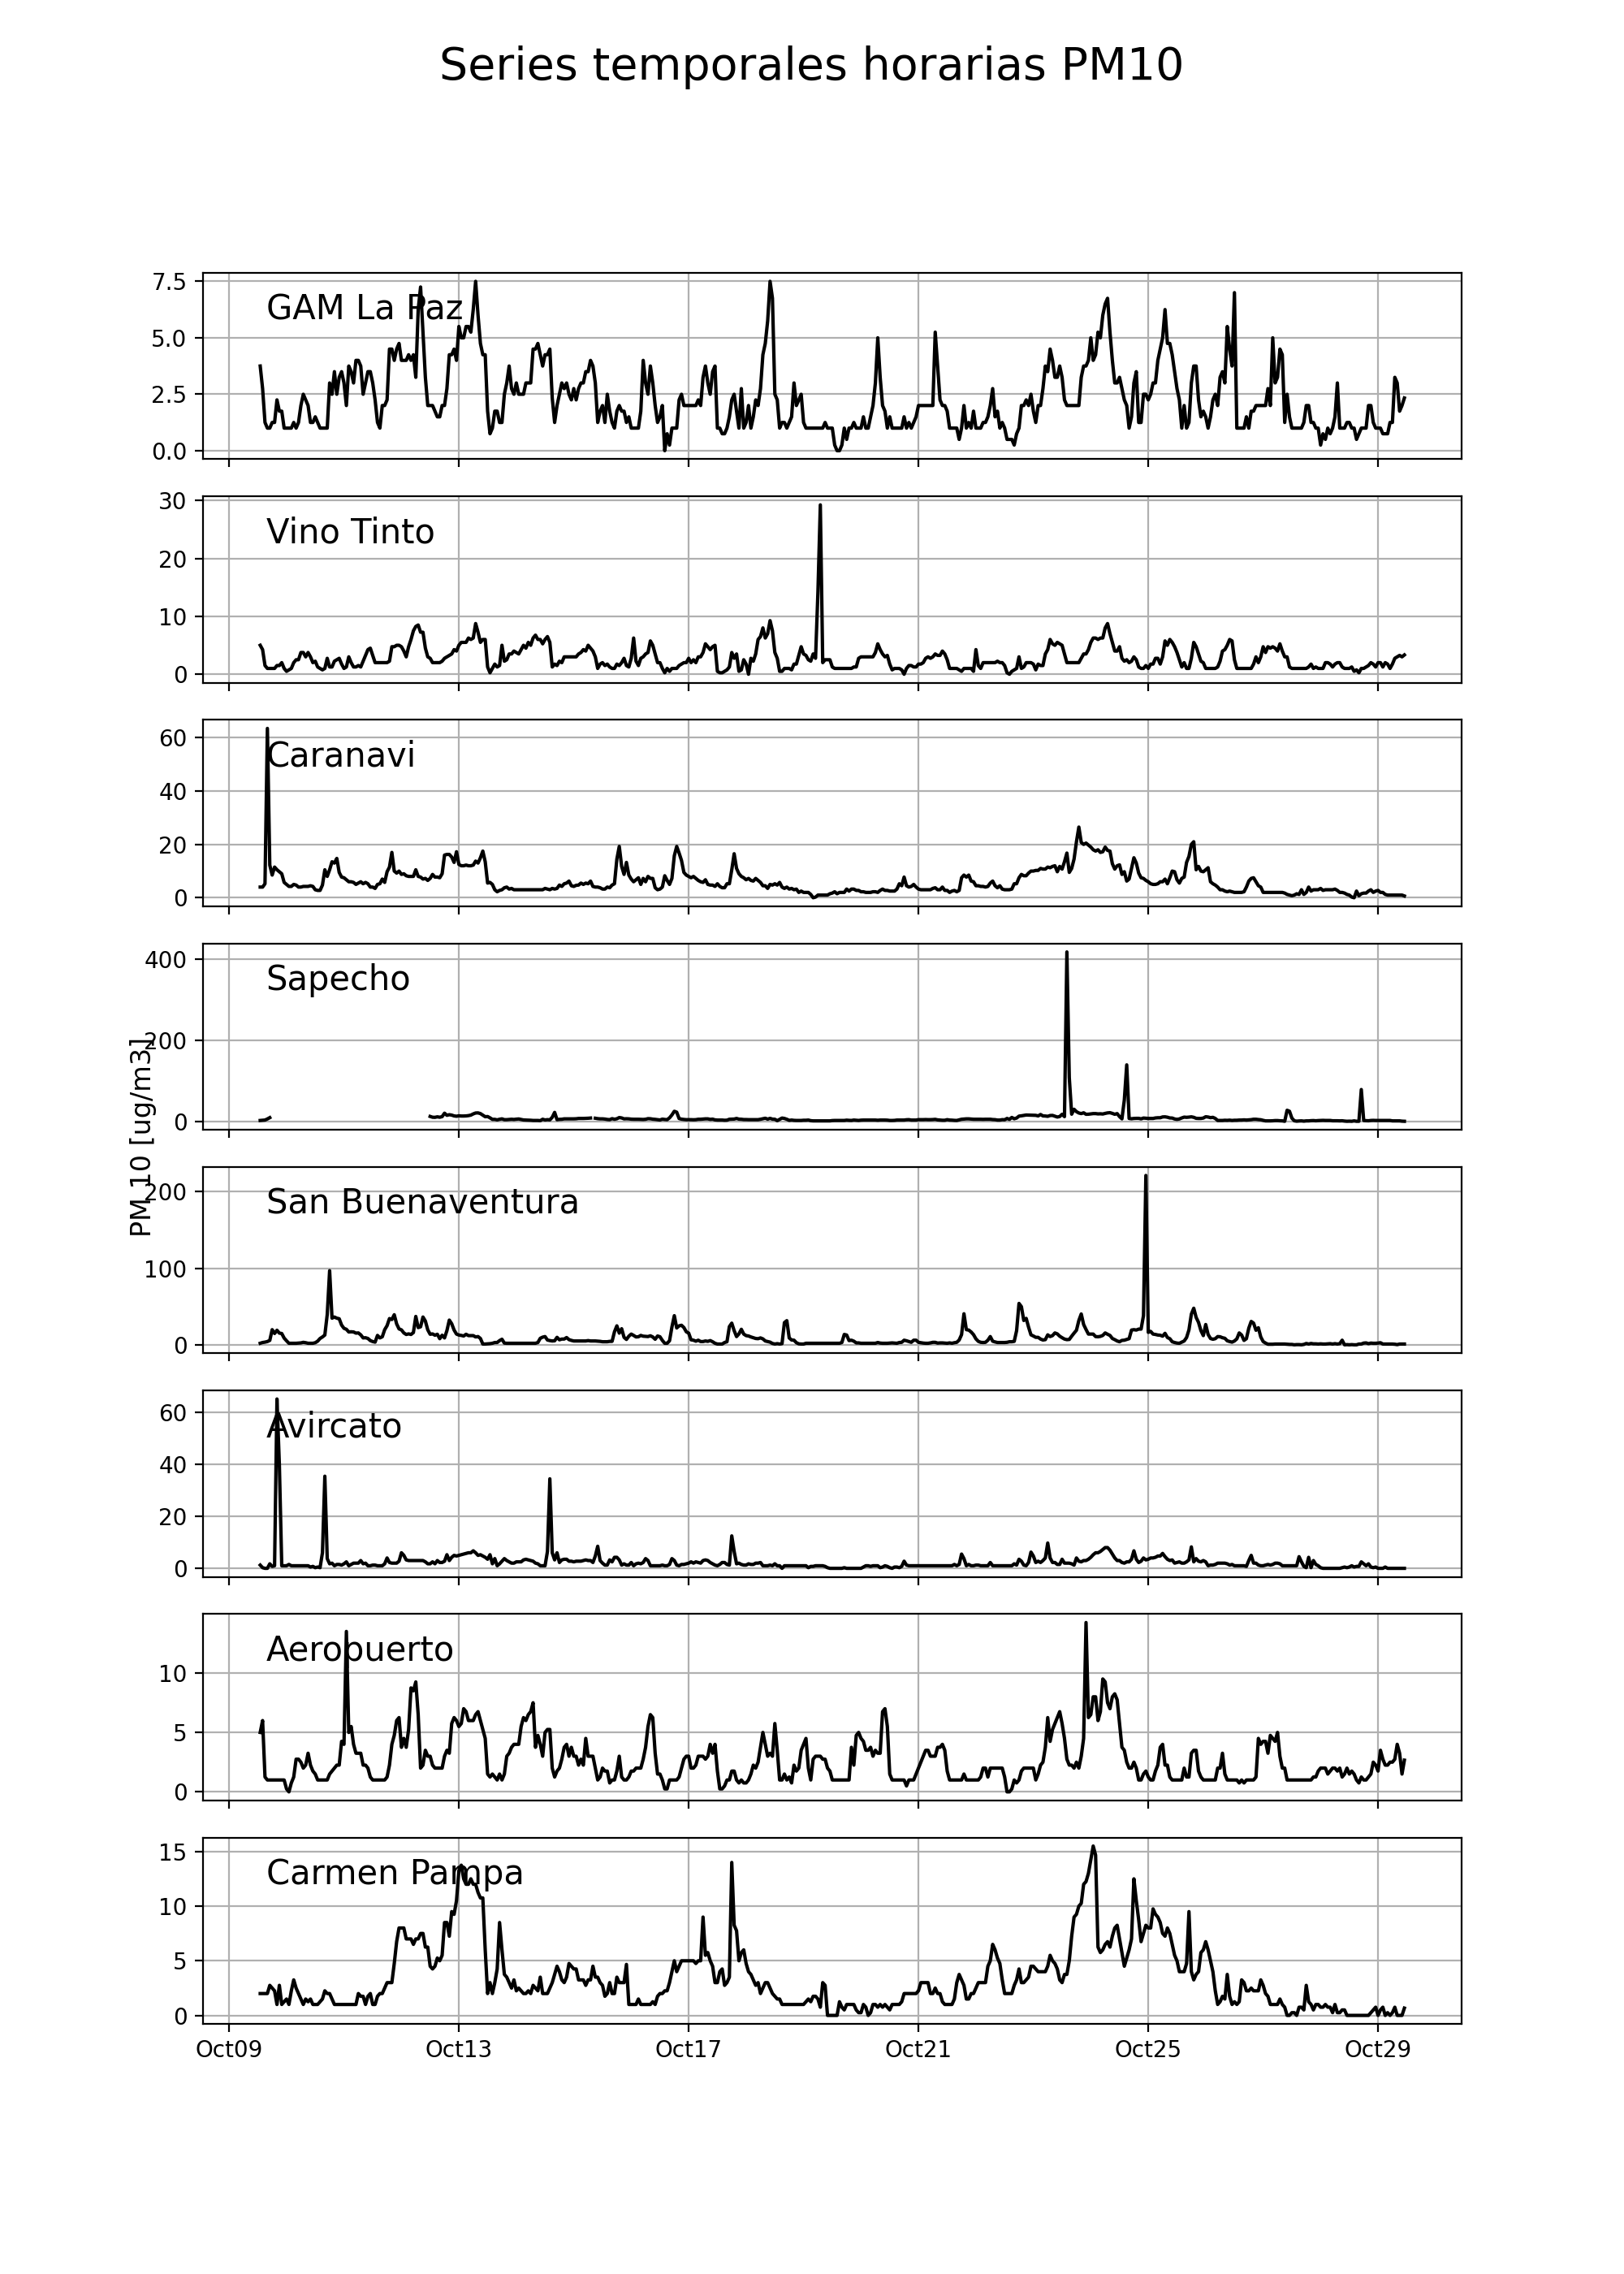 Series temporales horarias PM10
7.5
GAM La Paz
5.0
2.5
0.0
30
Vino Tinto
20
10
0
60
Caranavi
40
20
0
400
Sapecho
200
0
PM 10 [ug/m3]
200
San Buenaventura
100
0
60
Avircato
40
20
0
Aeropuerto
10
5
0
15
Carmen Pampa
10
5
0
Oct09 Oct13 Oct17 Oct21 Oct25 Oct29